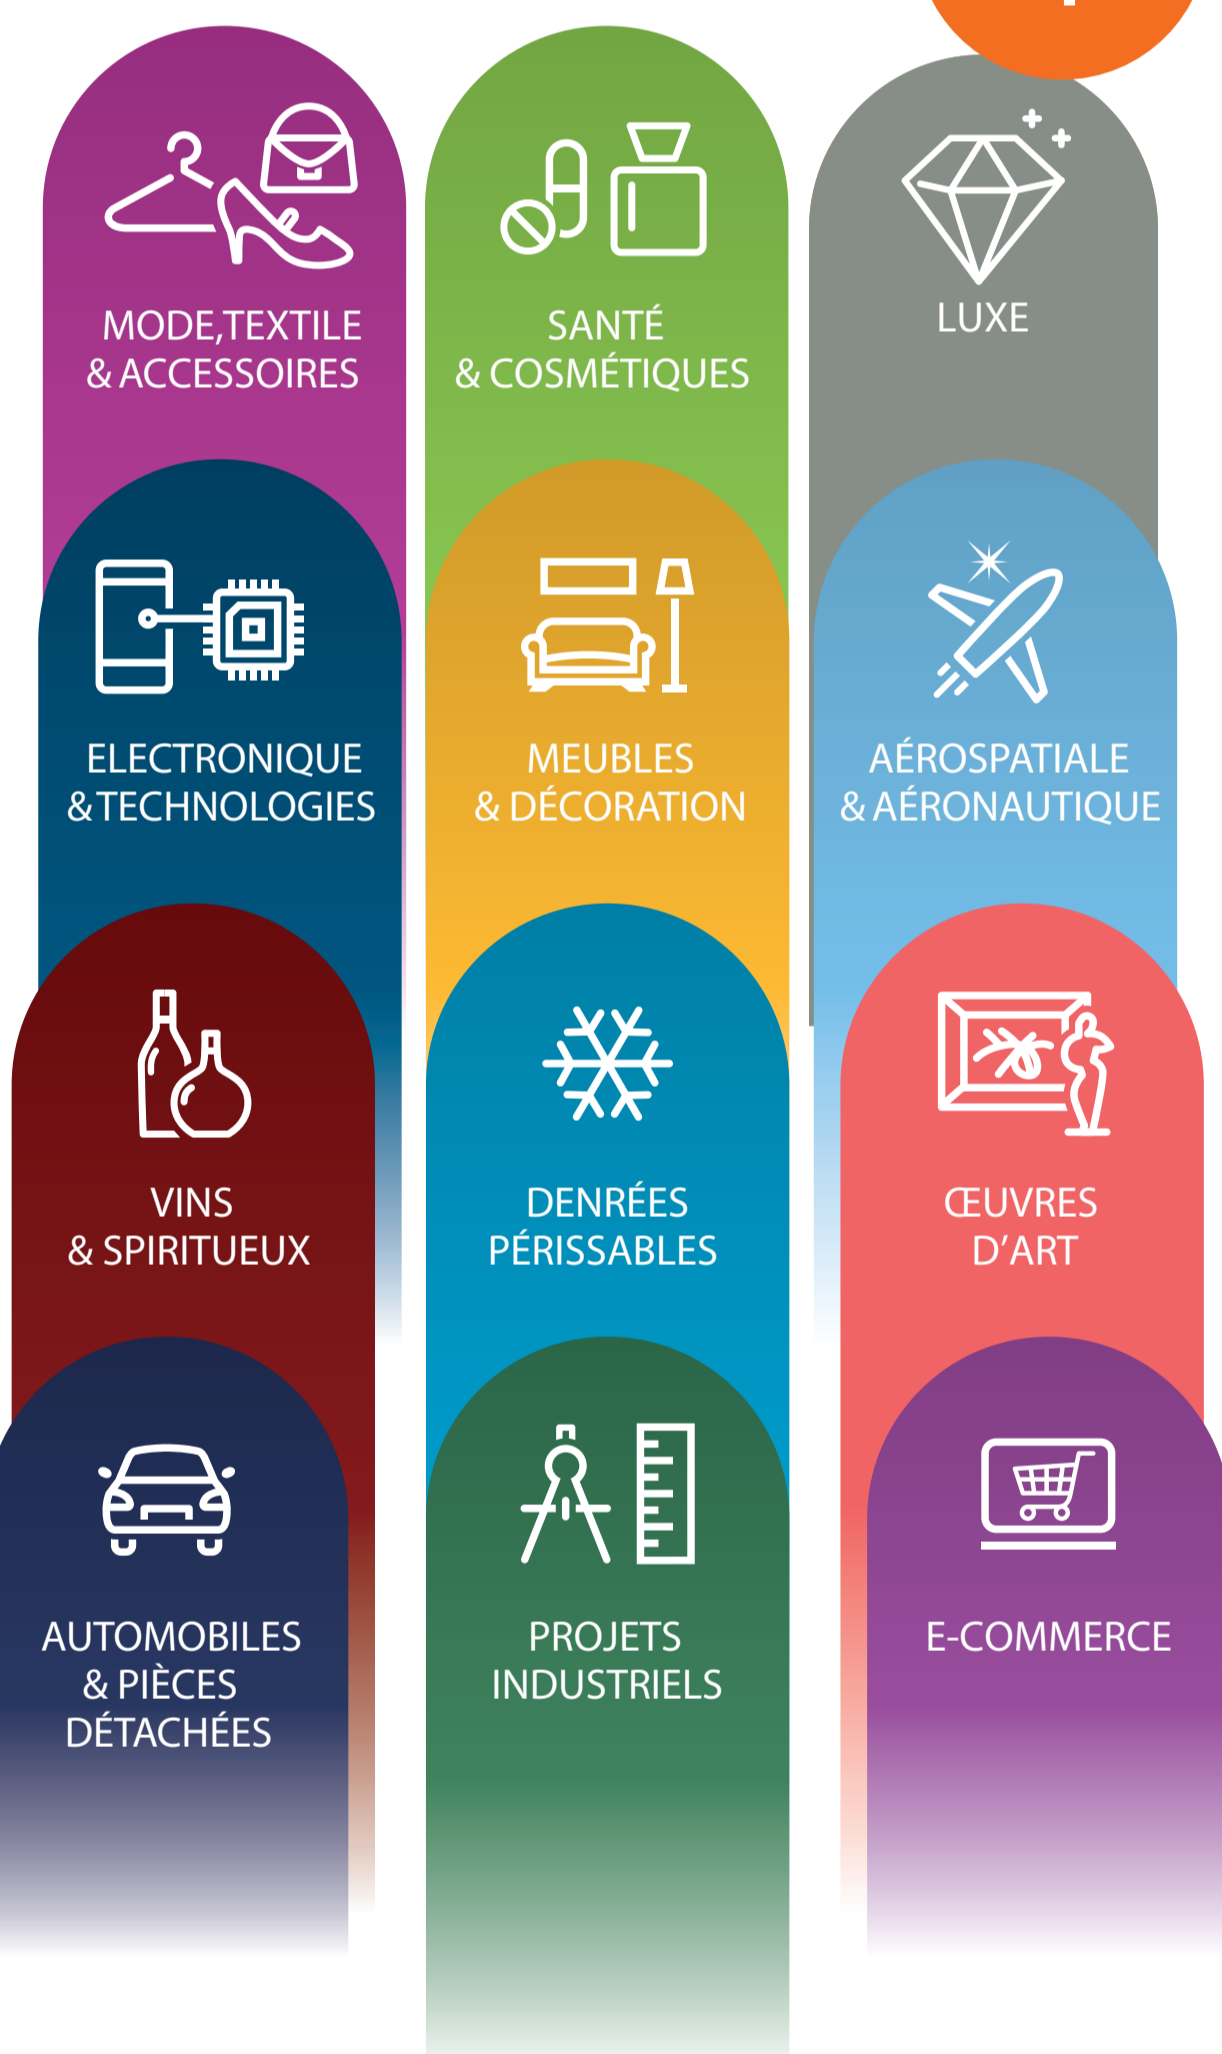 MODE,TEXTILE
& ACCESSOIRES
SANTÉ
& COSMÉTIQUES
LUXE
ELECTRONIQUE
& TECHNOLOGIES
MEUBLES
& DÉCORATION
AÉROSPATIALE
& AÉRONAUTIQUE
VINS
& SPIRITUEUX
DENRÉES
PÉRISSABLES
ŒUVRES
D’ART
AUTOMOBILES
& PIÈCES
DÉTACHÉES
PROJETS
INDUSTRIELS
E-COMMERCE